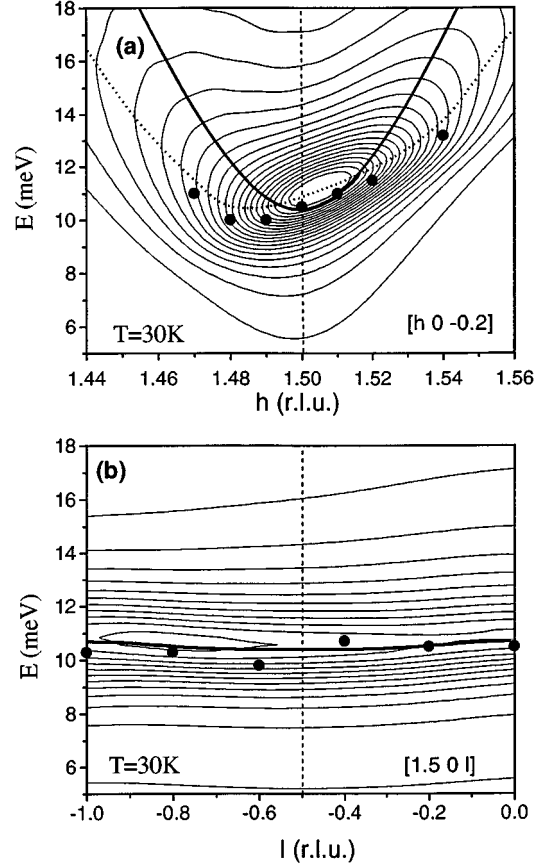 18
(a)
16
14
12
10
8
6
E (meV)
T=30K
[h 0 -0.2]
1.44 1.46 1.48 1.50 1.52 1.54 1.56
h (r.l.u.)
18
(b)
16
14
12
10
8
6
E (meV)
T=30K
[1.5 0 l]
-1.0 -0.8 -0.6 -0.4 -0.2 0.0
l (r.l.u.)